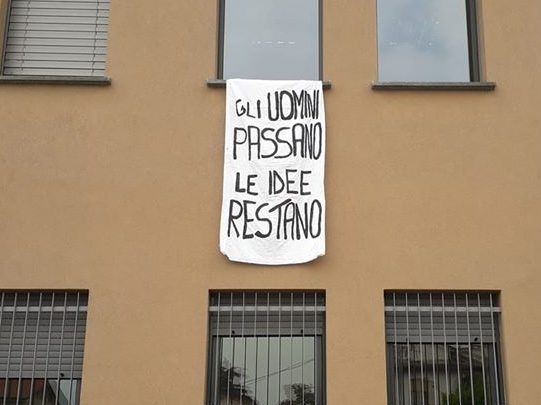 GLI UOMINI
PASSANO
LE IDEE
RESTANO